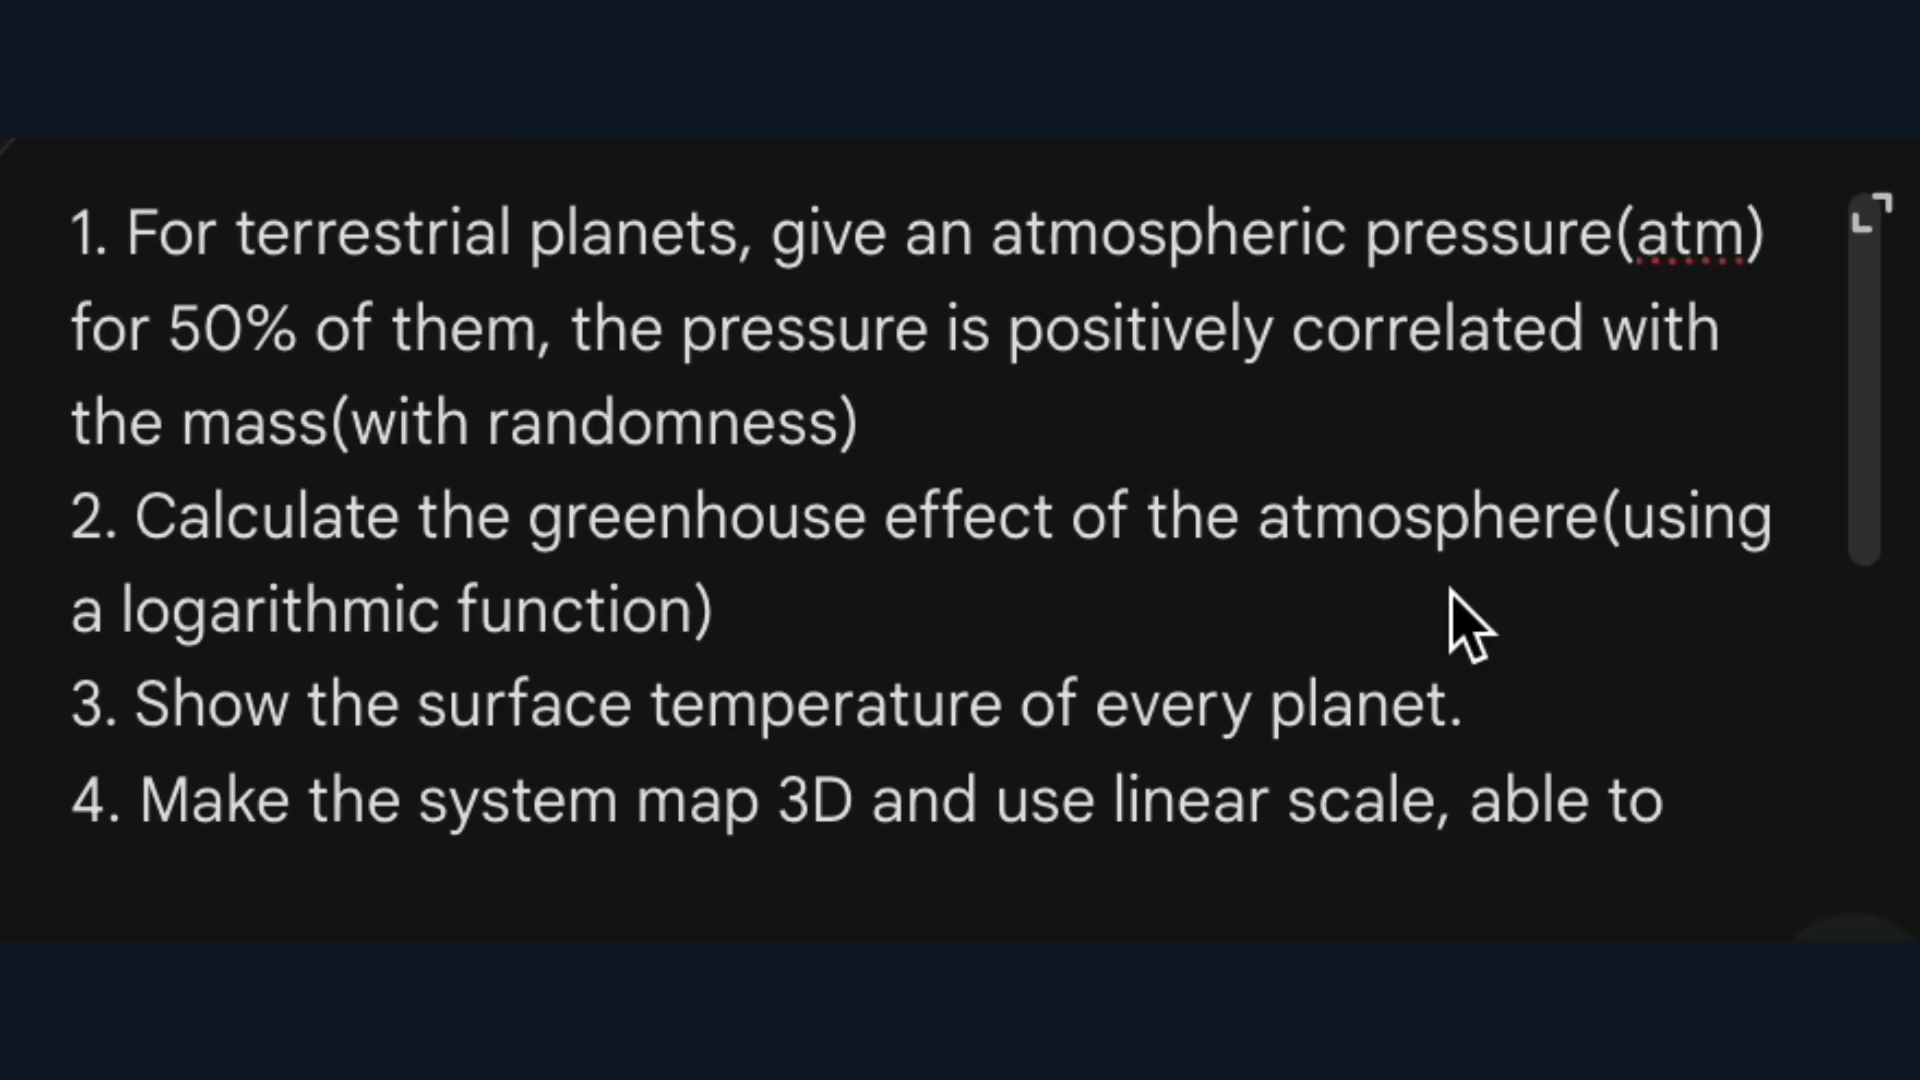 1. For terrestrial planets, give an atmospheric pressure(atm)
for 50% of them, the pressure is positively correlated with
the mass(with randomness)
2. Calculate the greenhouse effect of the atmosphere(using
a logarithmic function)
3. Show the surface temperature of every planet.
4. Make the system map 3D and use linear scale, able to